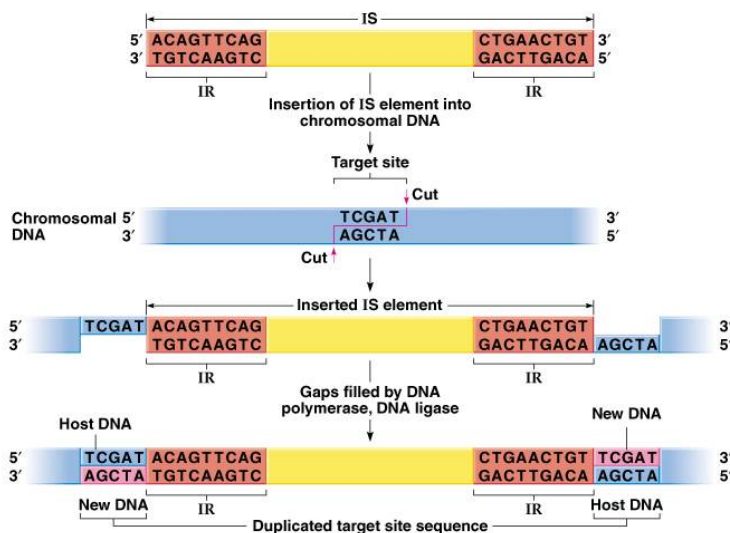 IS
5′ ACAGTTCAG CTGAACTGT 3′
3′ TGTCAAGTC GACTTGACA 5′
IR IR
Insertion of IS element into
chromosomal DNA
Target site
Cut
Chromosomal 5′ TCGAT 3′
DNA 3′ AGCTA 5′
Cut
Inserted IS element
5′ TCGAT ACAGTTCAG CTGAACTGT 3′
3′ TGTCAAGTC GACTTGACA AGCTA 5′
IR IR
Gaps filled by DNA
polymerase, DNA ligase
Host DNA New DNA
5′ TCGAT ACAGTTCAG CTGAACTGT TCGAT 3′
3′ AGCTA TGTCAAGTC GACTTGACA AGCTA 5′
New DNA IR IR Host DNA
Duplicated target site sequence